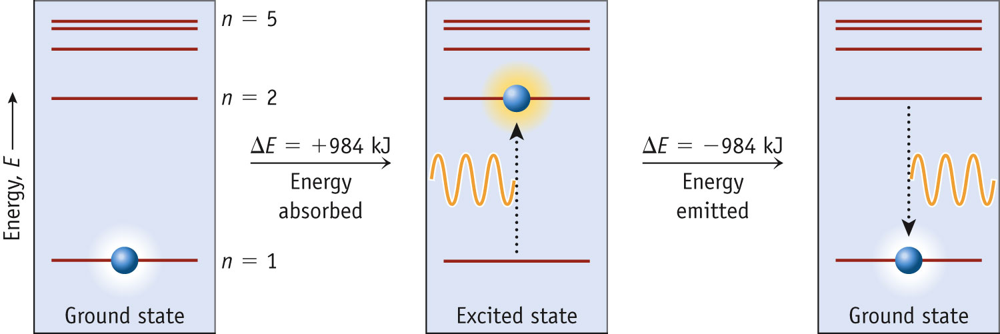 Energy, E
n = 5
n = 2
n = 1
Ground state
ΔE = +984 kJ
Energy
absorbed
Excited state
ΔE = −984 kJ
Energy
emitted
Ground state